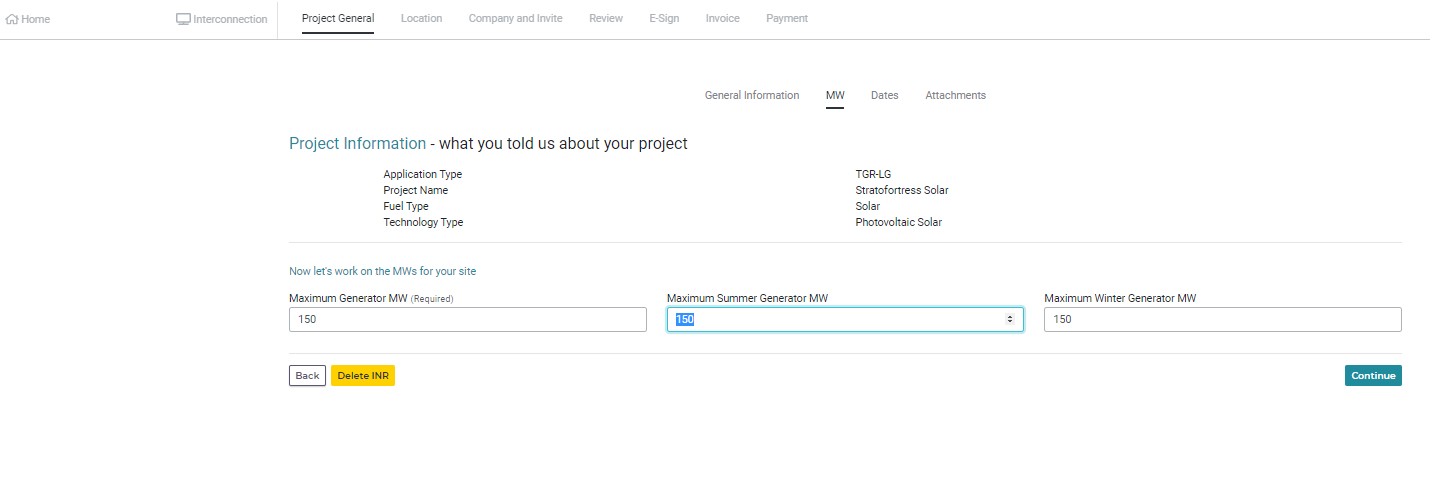 Home Interconnection Project General Location Company and Invite Review E-Sign Invoice Payment
General Information MW Dates Attachments
Project Information - what you told us about your project
Application Type TGR-LG
Project Name Stratofortress Solar
Fuel Type Solar
Technology Type Photovoltaic Solar
Now let's work on the MWs for your site
Maximum Generator MW (Required) Maximum Summer Generator MW Maximum Winter Generator MW
150 150 150
Back Delete INR Continue